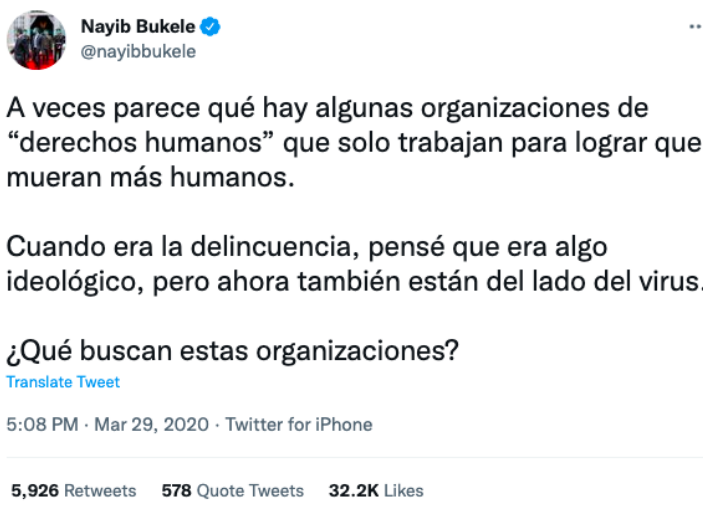 Nayib Bukele
@nayibbukele
A veces parece qué hay algunas organizaciones de
“derechos humanos” que solo trabajan para lograr que
mueran más humanos.
Cuando era la delincuencia, pensé que era algo
ideológico, pero ahora también están del lado del virus.
¿Qué buscan estas organizaciones?
Translate Tweet
5:08 PM · Mar 29, 2020 · Twitter for iPhone
5,926 Retweets 578 Quote Tweets 32.2K Likes